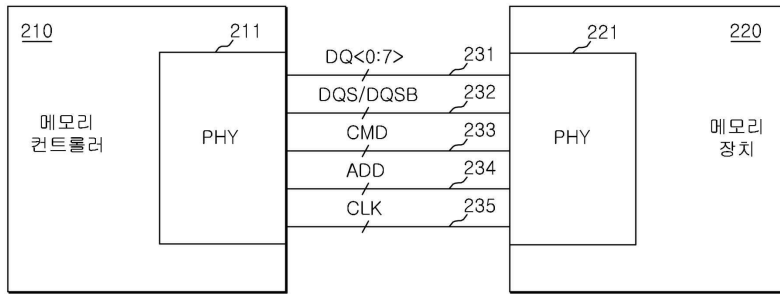 210
211
메모리
컨트롤러
PHY
DQ<0:7>
231
DQS/DQSB
232
CMD
233
ADD
234
CLK
235
221
220
PHY
메모리
장치